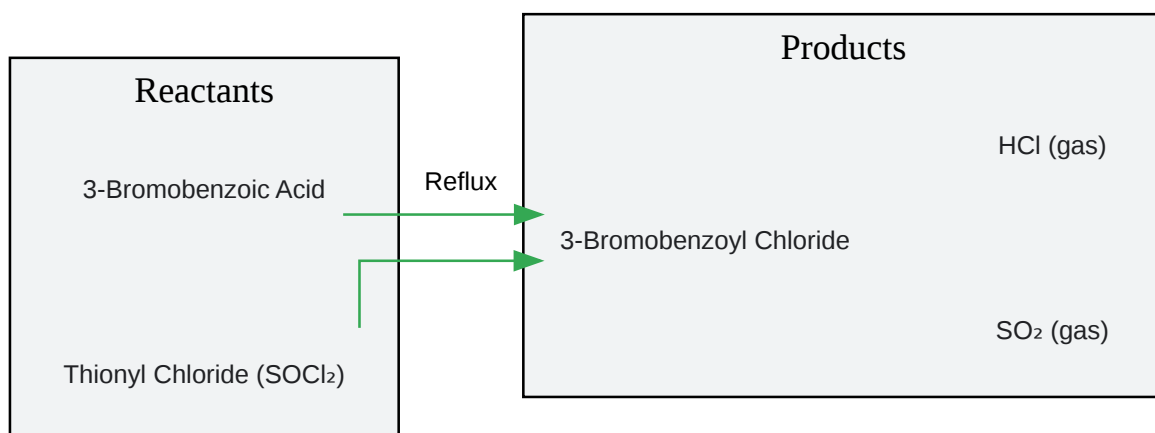 Reactants
3-Bromobenzoic Acid
Thionyl Chloride (SOCl₂)
Reflux
Products
HCl (gas)
3-Bromobenzoyl Chloride
SO₂ (gas)